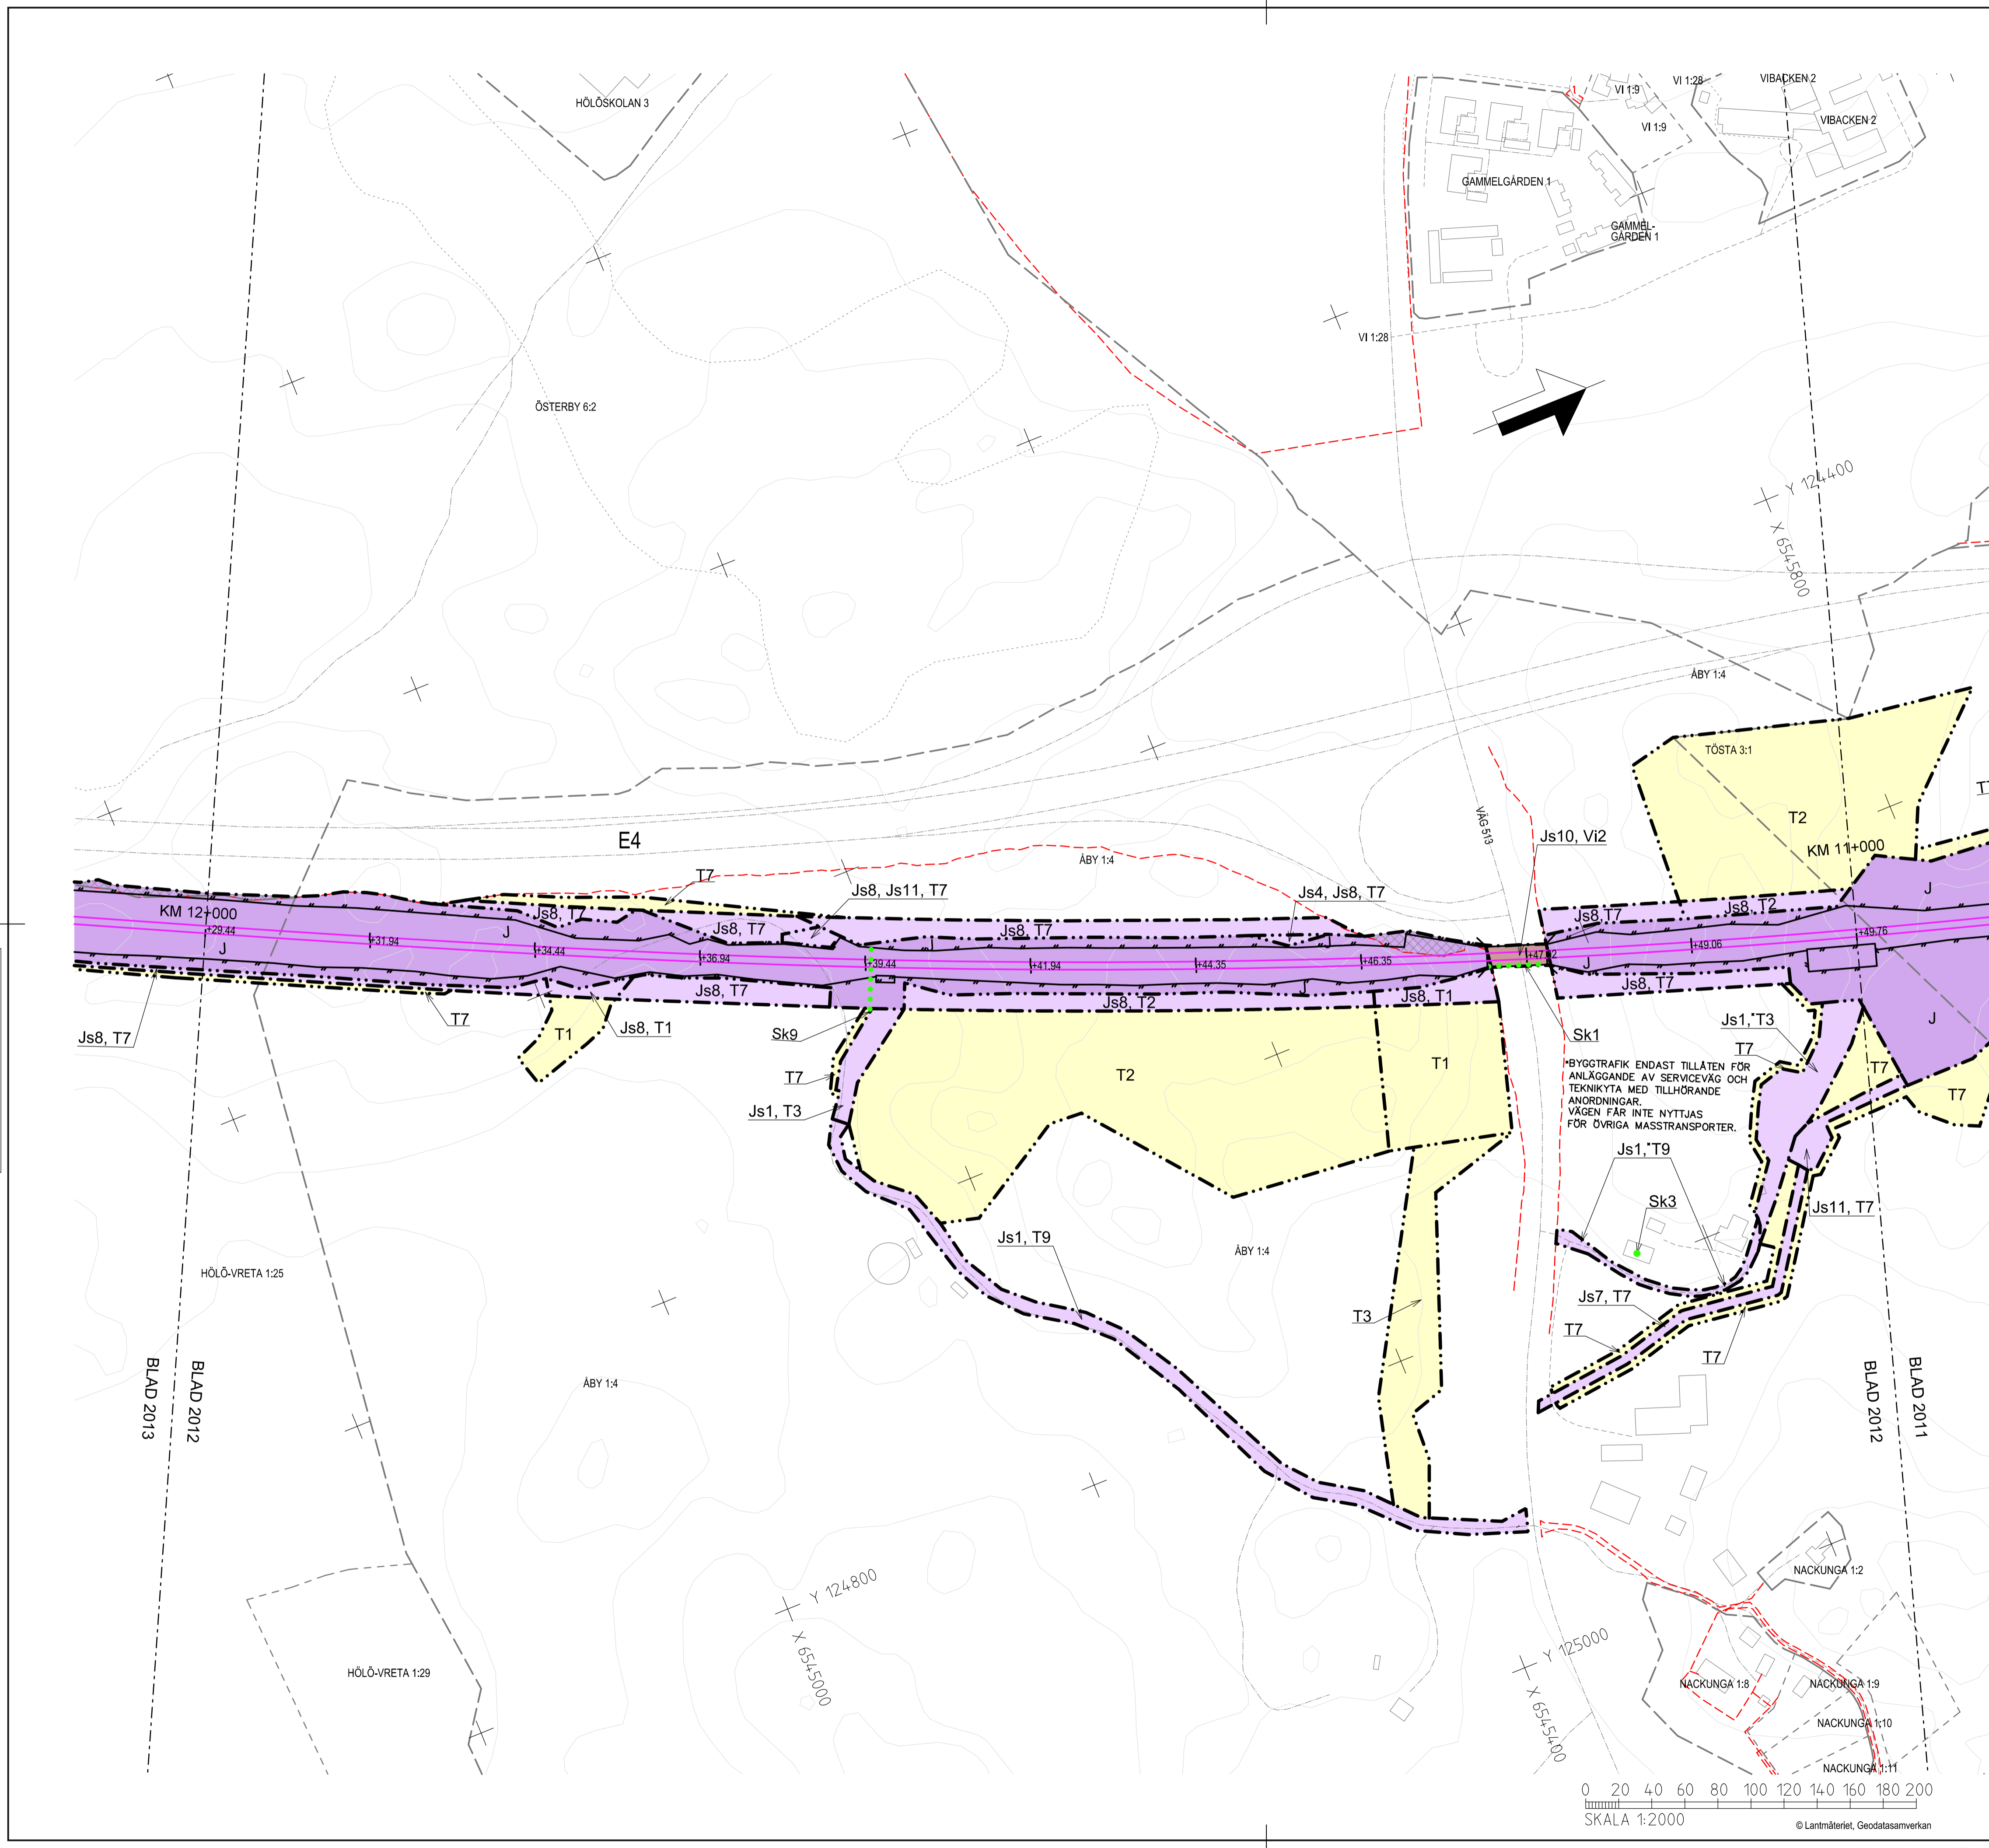 HÖLÖSKOLAN 3
VI 1:9
VI 1:28
VIBACKEN 2
VI 1:9
VIBACKEN 2
GAMMELGÅRDEN 1
GAMMEL-
GÅRDEN 1
VI 1:28
ÖSTERBY 6:2
Y 124400
X 6545800
ÅBY 1:4
TÖSTA 3:1
T2
VÄG 513
Js10, Vi2
KM 11+000
E4
ÅBY 1:4
T7
Js8, Js11, T7
Js4, Js8, T7
J
KM 12+000
+29.44
J
+31.94
J
Js8, T7
+34.44
Js8, T7
+36.94
+39.44
J
Js8, T7
+41.94
+44.35
J
+46.35
J
Js8,T7
Js8, T2
+49.06
+49.76
Js8, T7
Js8, T2
J
Js8, T1
Js8, T7
J
Js8, T7
T7
T1
Js8, T1
Sk9
T7
Js1, T3
T2
T1
Sk1
Js1,*T3
T7
T7
T7
*BYGGTRAFIK ENDAST TILLÅTEN FÖR
ANLÄGGANDE AV SERVICEVÄG OCH
TEKNIKYTA MED TILLHÖRANDE
ANORDNINGAR.
VÄGEN FÅR INTE NYTTJAS
FÖR ÖVRIGA MASSTRANSPORTER.
Js1,*T9
Sk3
Js11, T7
Js1, T9
ÅBY 1:4
HÖLÖ-VRETA 1:25
Js7, T7
T3
T7
T7
BLAD 2013
BLAD 2012
ÅBY 1:4
BLAD 2012
BLAD 2011
Y 124800
X 6545000
NACKUNGA 1:2
Y 125000
X 6545400
HÖLÖ-VRETA 1:29
NACKUNGA 1:8
NACKUNGA 1:9
NACKUNGA 1:10
NACKUNGA 1:11
0 20 40 60 80 100 120 140 160 180 200
SKALA 1:2000
© Lantmäteriet, Geodatasamverkan